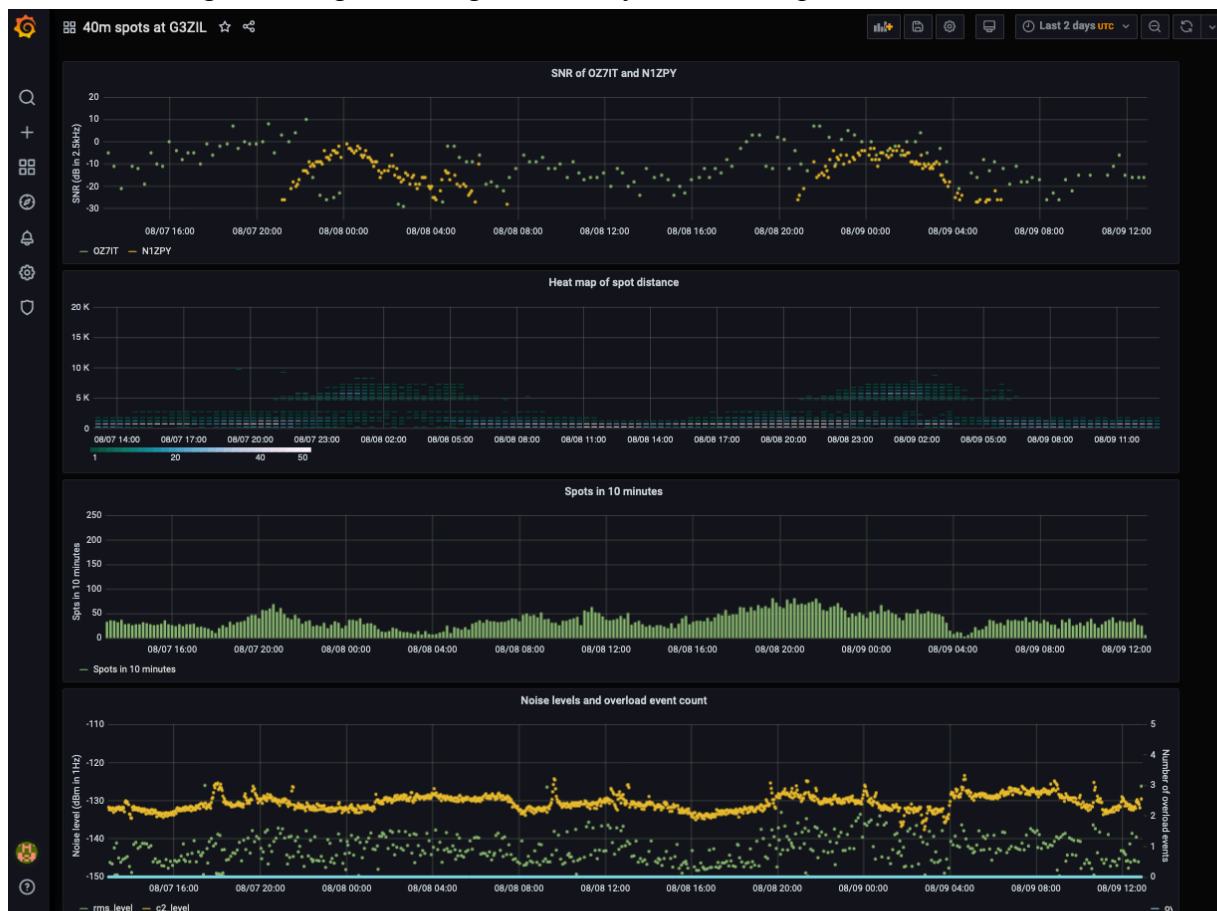 40m spots at G3ZIL
Last 2 days UTC
SNR of OZ7IT and N1ZPY
SNR (dB in 2.5kHz)
20
10
0
-10
-20
-30
08/07 16:00 08/07 20:00 08/08 00:00 08/08 04:00 08/08 08:00 08/08 12:00 08/08 16:00 08/08 20:00 08/09 00:00 08/09 04:00 08/09 08:00 08/09 12:00
OZ7IT N1ZPY
Heat map of spot distance
20 K
15 K
10 K
5 K
0
08/07 14:00 08/07 17:00 08/07 20:00 08/07 23:00 08/08 02:00 08/08 05:00 08/08 08:00 08/08 11:00 08/08 14:00 08/08 17:00 08/08 20:00 08/08 23:00 08/09 02:00 08/09 05:00 08/09 08:00 08/09 11:00
1 20 40 50
Spots in 10 minutes
Spts in 10 minutes
250
200
150
100
50
0
08/07 16:00 08/07 20:00 08/08 00:00 08/08 04:00 08/08 08:00 08/08 12:00 08/08 16:00 08/08 20:00 08/09 00:00 08/09 04:00 08/09 08:00 08/09 12:00
Spots in 10 minutes
Noise levels and overload event count
Noise level (dBm in 1Hz)
-110
-120
-130
-140
-150
5
4
3
2
1
0
Number of overload events
08/07 16:00 08/07 20:00 08/08 00:00 08/08 04:00 08/08 08:00 08/08 12:00 08/08 16:00 08/08 20:00 08/09 00:00 08/09 04:00 08/09 08:00 08/09 12:00
rms_level c2_level